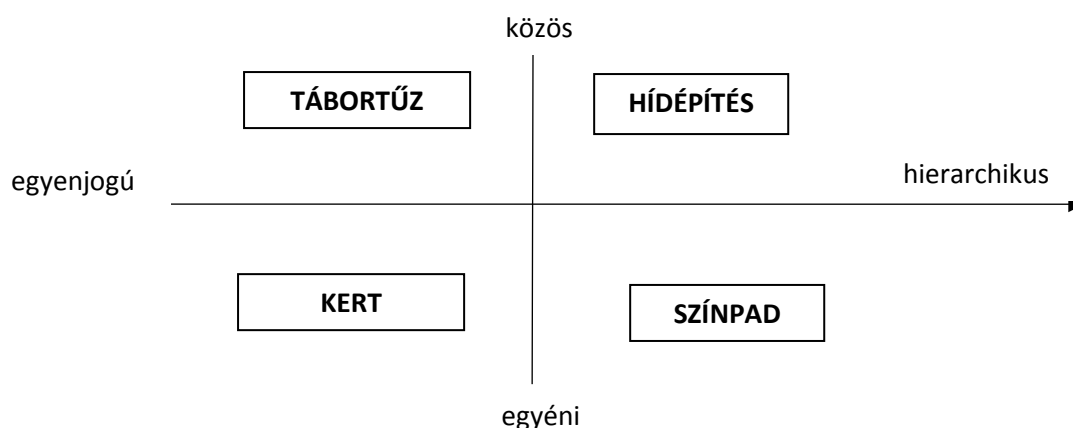 közös
TÁBORTŰZ
HÍDÉPÍTÉS
egyenjogú
hierarchikus
KERT
SZÍNPAD
egyéni